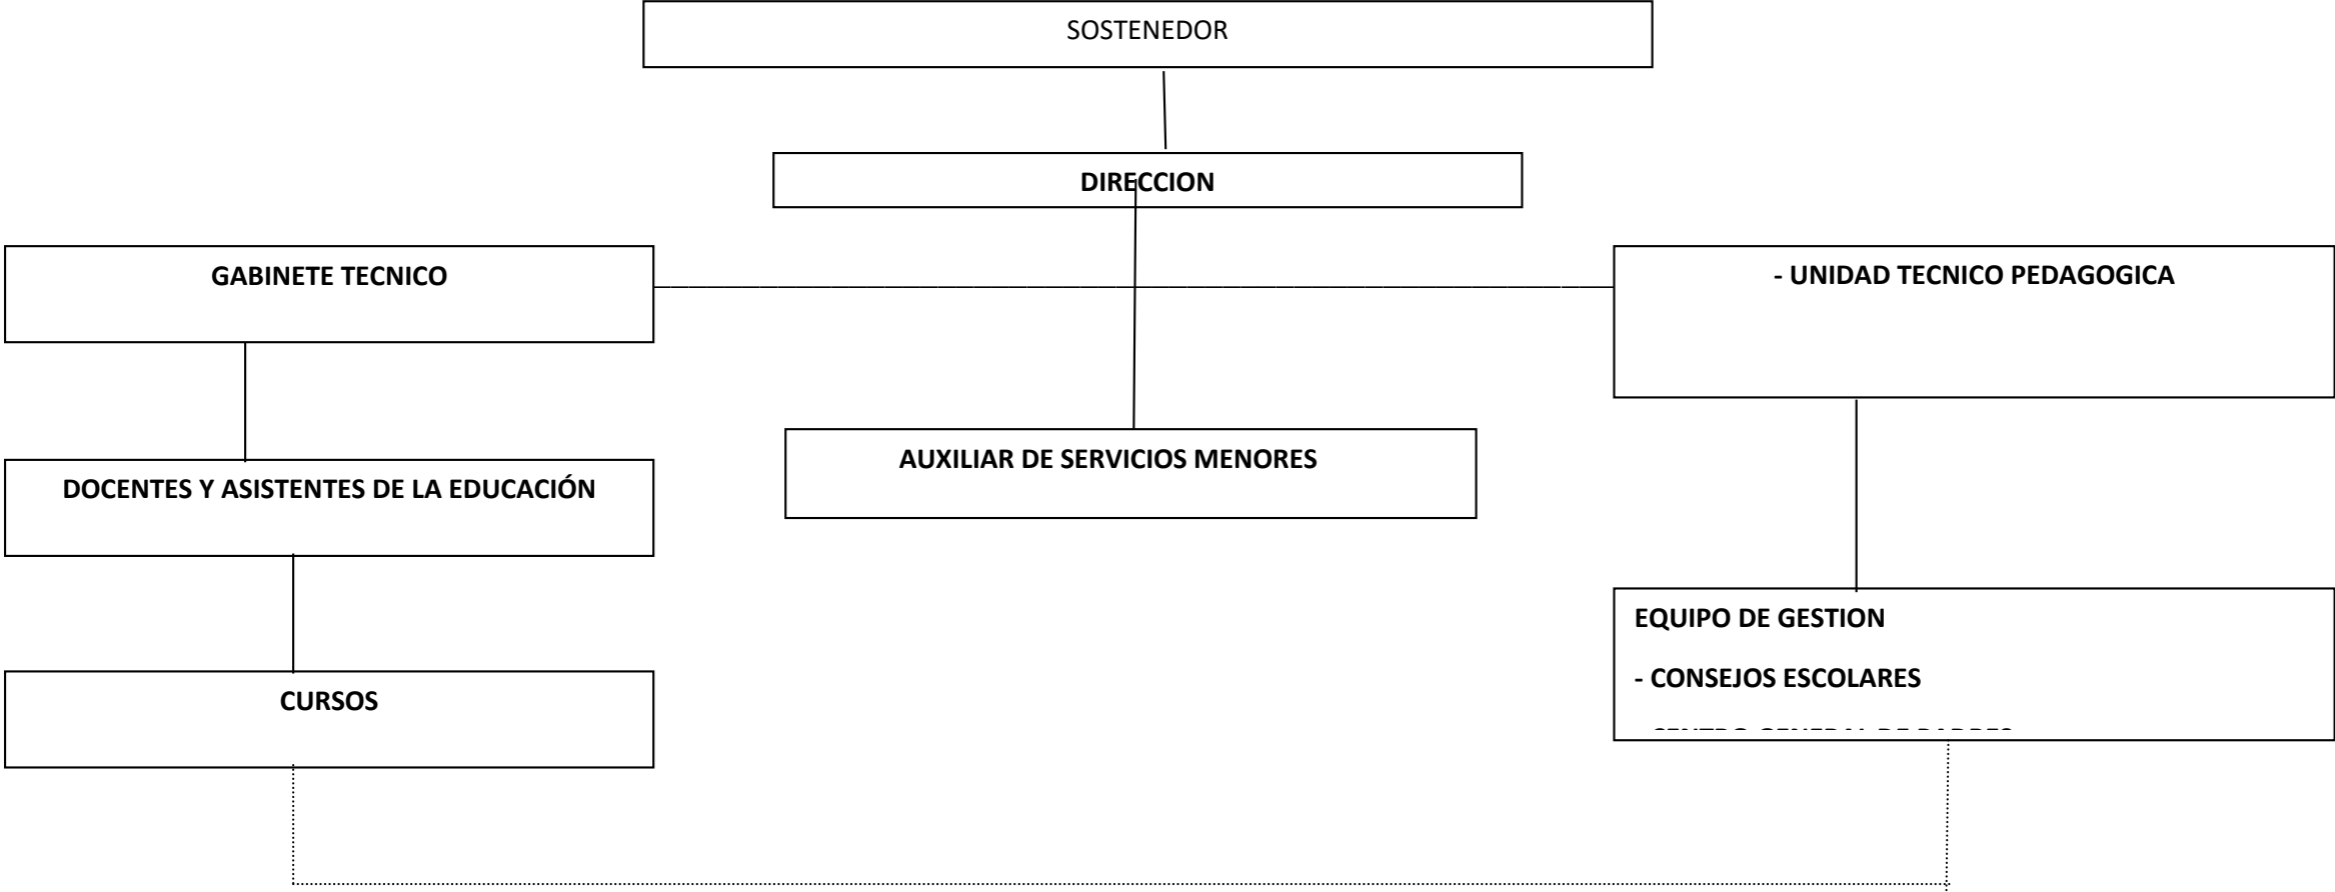 SOSTENEDOR
DIRECCION
GABINETE TECNICO
- UNIDAD TECNICO PEDAGOGICA
AUXILIAR DE SERVICIOS MENORES
DOCENTES Y ASISTENTES DE LA EDUCACIÓN
EQUIPO DE GESTION
- CONSEJOS ESCOLARES
CURSOS